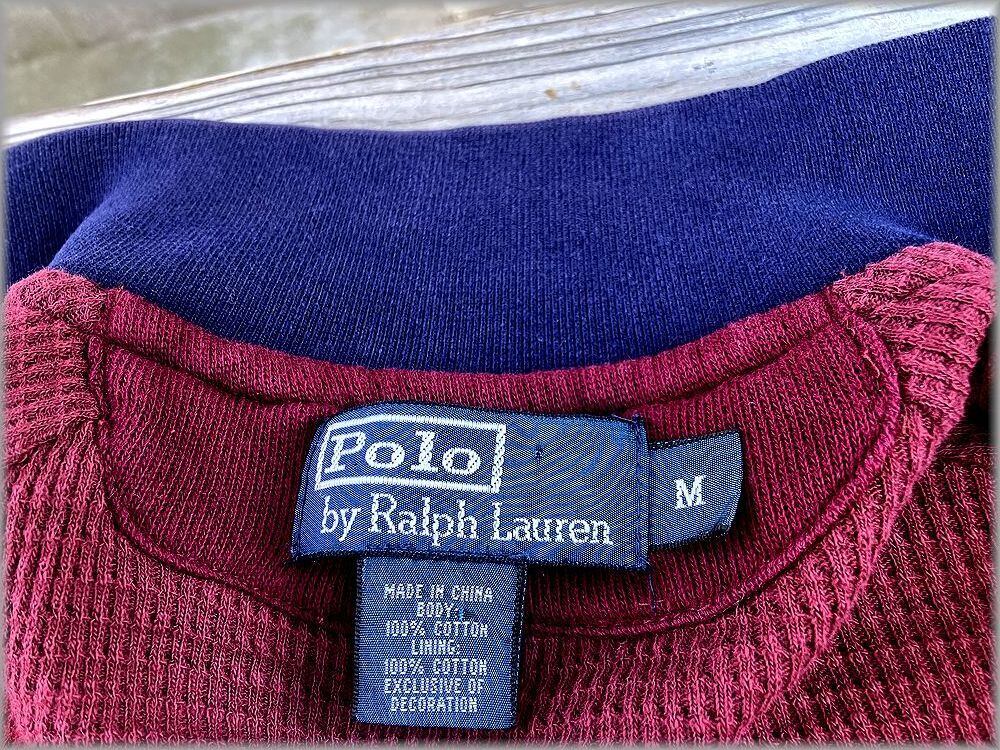 Polo
by Ralph Lauren
M
MADE IN CHINA
BODY:
100% COTTON
LINING:
100% COTTON
EXCLUSIVE OF
DECORATION